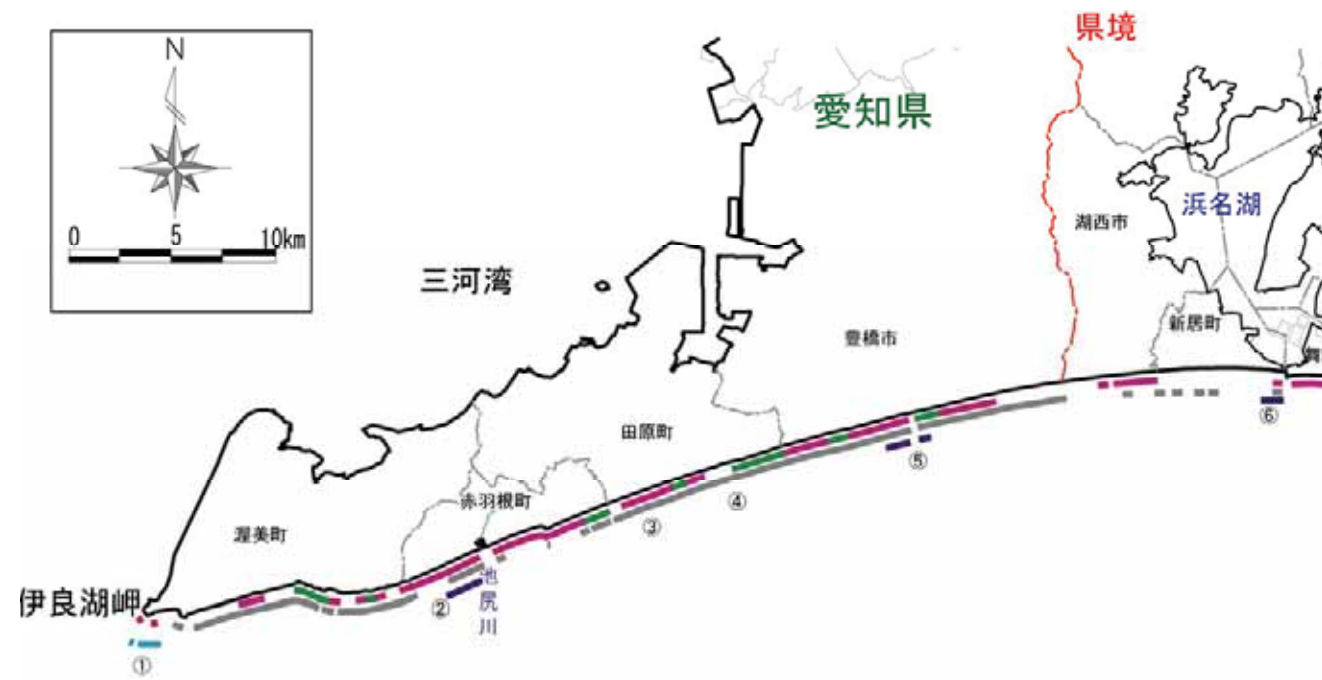 N
0 5 10km
県境
愛知県
浜名湖
湖西市
三河湾
新居町
豊橋市
田原町
赤羽根町
渥美町
伊良湖岬
池尻川
①
②
③
④
⑤
⑥